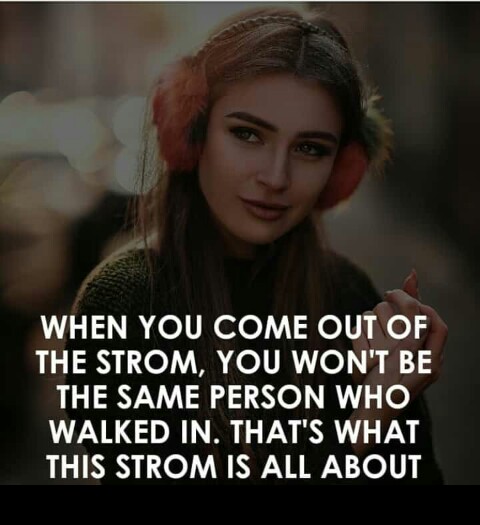 WHEN YOU COME OUT OF
THE STROM, YOU WON'T BE
THE SAME PERSON WHO
WALKED IN. THAT'S WHAT
THIS STROM IS ALL ABOUT